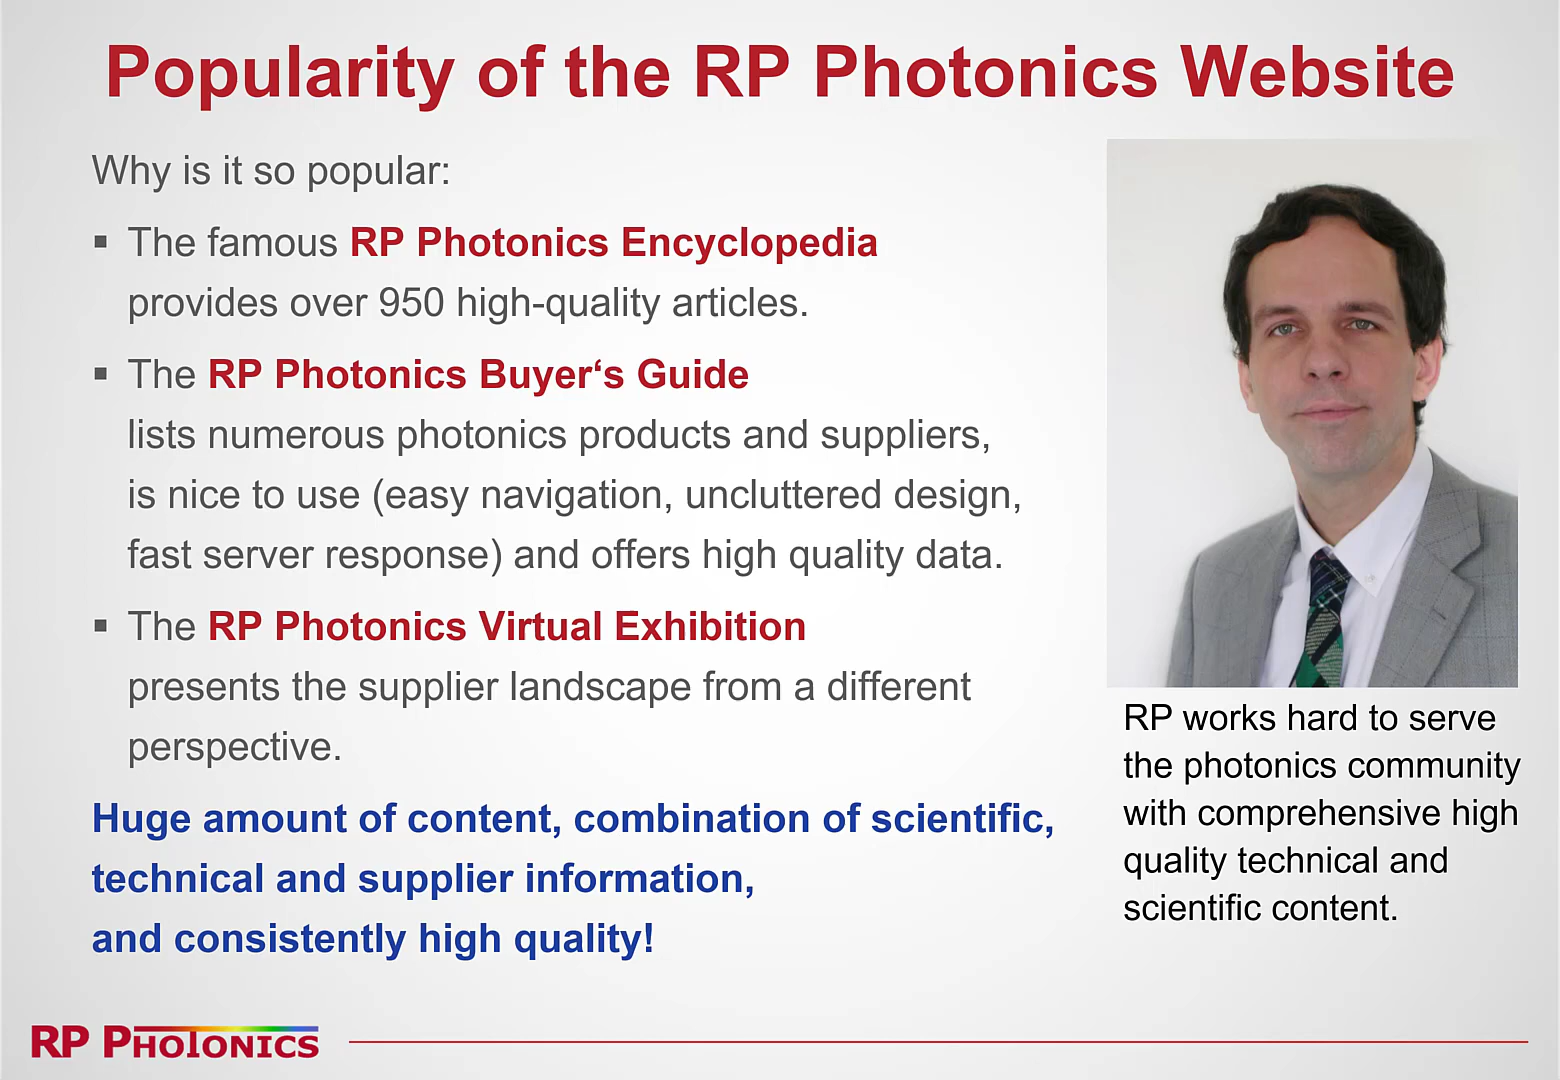 Popularity of the RP Photonics Website
Why is it so popular:
▪ The famous RP Photonics Encyclopedia
provides over 950 high-quality articles.
▪ The RP Photonics Buyer‘s Guide
lists numerous photonics products and suppliers,
is nice to use (easy navigation, uncluttered design,
fast server response) and offers high quality data.
▪ The RP Photonics Virtual Exhibition
presents the supplier landscape from a different
perspective.
Huge amount of content, combination of scientific,
technical and supplier information,
and consistently high quality!
RP works hard to serve
the photonics community
with comprehensive high
quality technical and
scientific content.
RP PHOTONICS